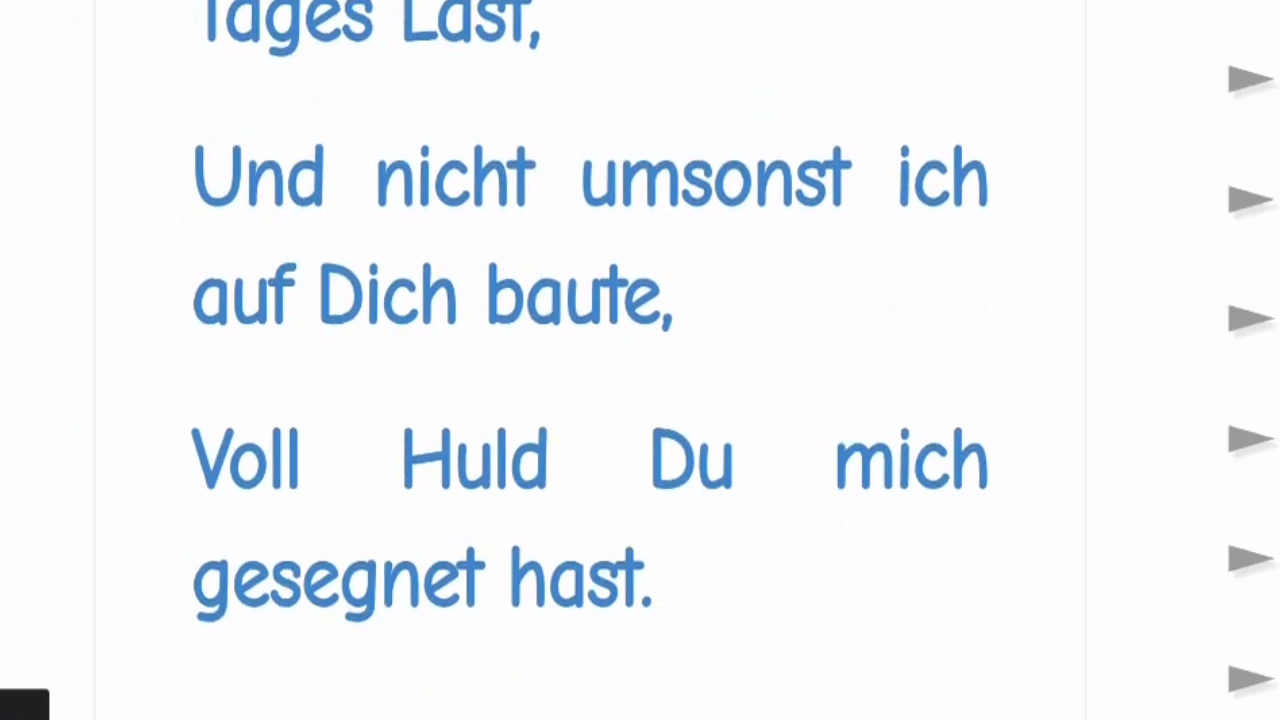 Tages Last,
Und nicht umsonst ich
auf Dich baute,
Voll Huld Du mich
gesegnet hast.